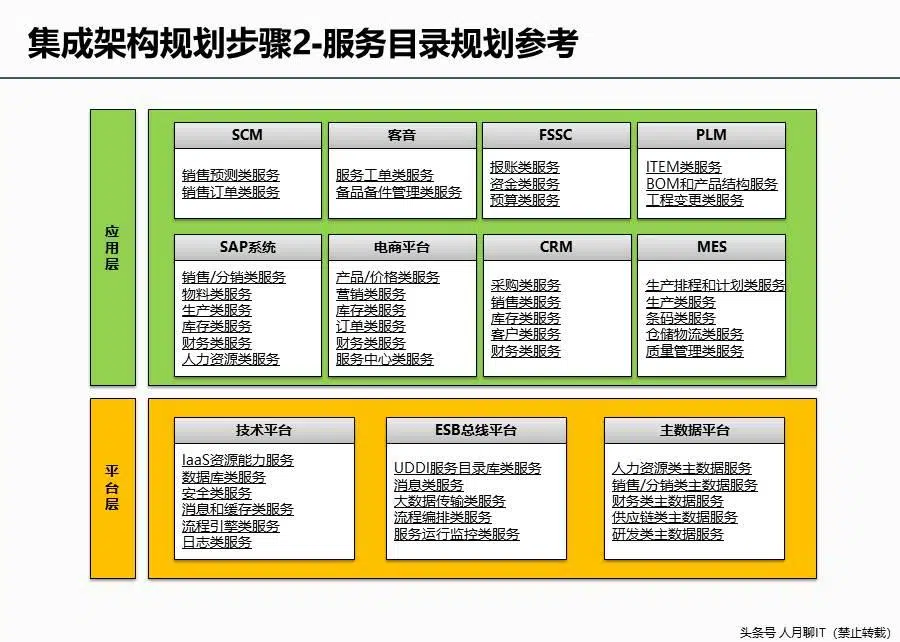 集成架构规划步骤2-服务目录规划参考
应用层
SCM
销售预测类服务
销售订单类服务
客音
服务工单类服务
备品备件管理类服务
FSSC
报账类服务
资金类服务
预算类服务
PLM
ITEM类服务
BOM和产品结构服务
工程变更类服务
SAP系统
销售/分销类服务
物料类服务
生产类服务
库存类服务
财务类服务
人力资源类服务
电商平台
产品/价格类服务
营销类服务
库存类服务
订单类服务
财务类服务
服务中心类服务
CRM
采购类服务
销售类服务
库存类服务
客户类服务
财务类服务
MES
生产排程和计划类服务
生产类服务
条码类服务
仓储物流类服务
质量管理类服务
平台层
技术平台
IaaS资源能力服务
数据库类服务
安全类服务
消息和缓存类服务
流程引擎类服务
日志类服务
ESB总线平台
UDDI服务目录库类服务
消息类服务
大数据传输类服务
流程编排类服务
服务运行监控类服务
主数据平台
人力资源类主数据服务
销售/分销类主数据服务
财务类主数据服务
供应链类主数据服务
研发类主数据服务
头条号 人月聊IT（禁止转载）